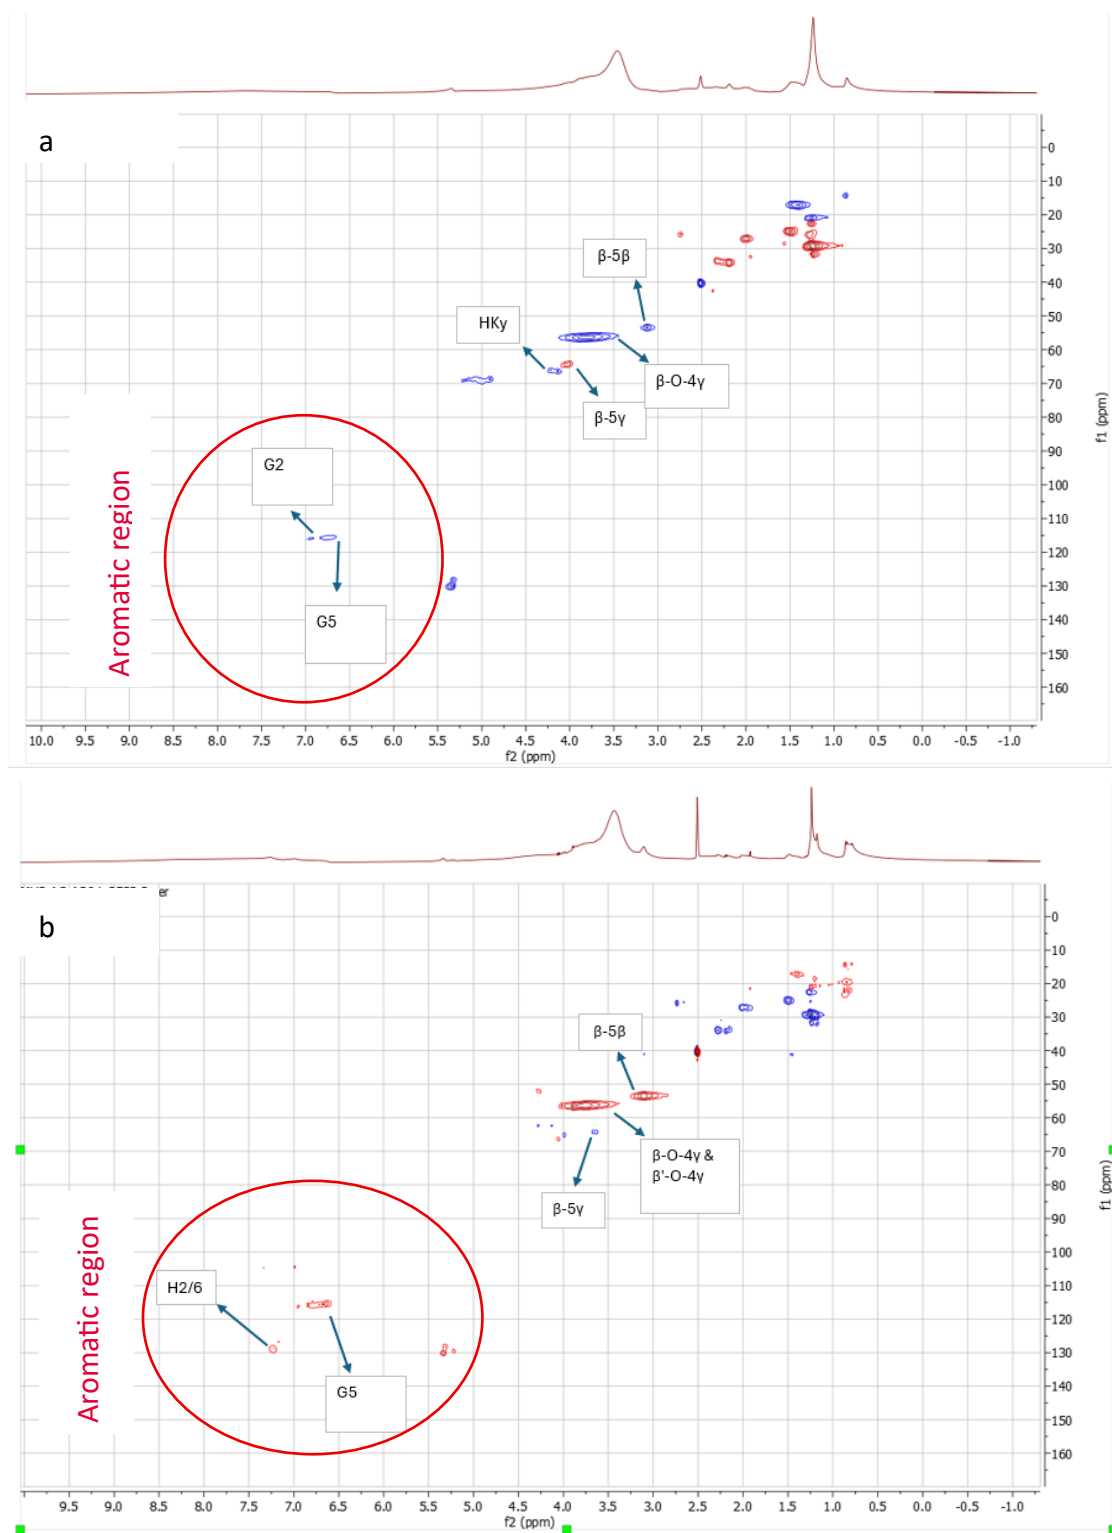 a
0
10
20
30
40
50
60
70
80
90
100
110
120
130
140
150
160
f1 (ppm)
β-5β
HKy
β-O-4γ
β-5γ
G2
G5
Aromatic region
10.0 9.5 9.0 8.5 8.0 7.5 7.0 6.5 6.0 5.5 5.0 4.5 4.0 3.5 3.0 2.5 2.0 1.5 1.0 0.5 0.0 -0.5 -1.0
f2 (ppm)
er
b
0
10
20
30
40
50
60
70
80
90
100
110
120
130
140
150
160
f1 (ppm)
β-5β
β-O-4γ &
β'-O-4γ
β-5γ
H2/6
G5
Aromatic region
9.5 9.0 8.5 8.0 7.5 7.0 6.5 6.0 5.5 5.0 4.5 4.0 3.5 3.0 2.5 2.0 1.5 1.0 0.5 0.0 -0.5 -1.0
f2 (ppm)